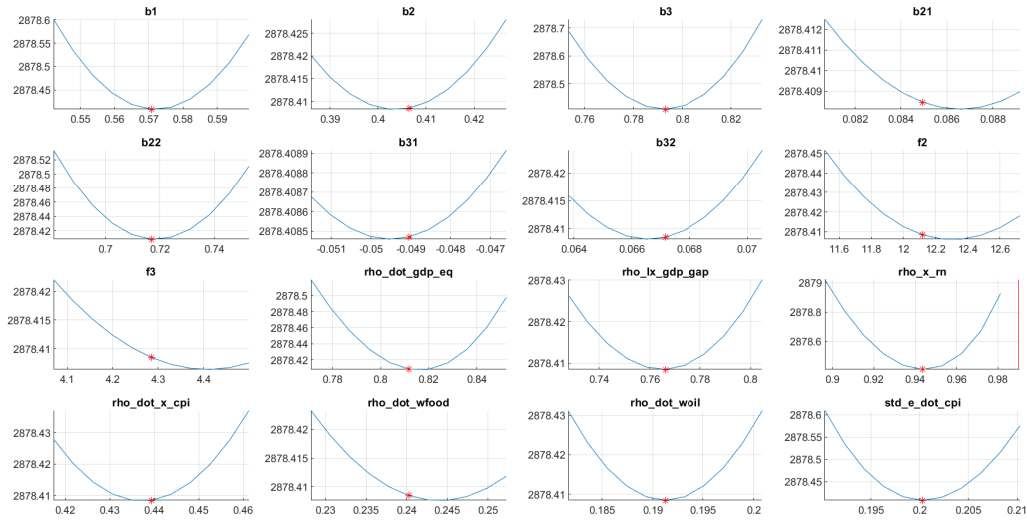 b1
2878.6
2878.55
2878.5
2878.45
0.55 0.56 0.57 0.58 0.59
b2
2878.425
2878.42
2878.415
2878.41
0.39 0.4 0.41 0.42
b3
2878.7
2878.6
2878.5
0.76 0.78 0.8 0.82
b21
2878.412
2878.411
2878.41
2878.409
0.082 0.084 0.086 0.088
b22
2878.52
2878.5
2878.48
2878.46
2878.44
2878.42
0.7 0.72 0.74
b31
2878.4089
2878.4088
2878.4087
2878.4086
2878.4085
-0.051 -0.05 -0.049 -0.048 -0.047
b32
2878.42
2878.415
2878.41
0.064 0.066 0.068 0.07
f2
2878.45
2878.44
2878.43
2878.42
2878.41
11.6 11.8 12 12.2 12.4 12.6
f3
2878.42
2878.415
2878.41
4.1 4.2 4.3 4.4
rho_dot_gdp_eq
2878.5
2878.48
2878.46
2878.44
2878.42
0.78 0.8 0.82 0.84
rho_lx_gdp_gap
2878.43
2878.42
2878.41
0.74 0.76 0.78 0.8
rho_x_rn
2879
2878.8
2878.6
0.9 0.92 0.94 0.96 0.98
rho_dot_x_cpi
2878.43
2878.42
2878.41
0.42 0.43 0.44 0.45 0.46
rho_dot_wfood
2878.42
2878.415
2878.41
0.23 0.235 0.24 0.245 0.25
rho_dot_woil
2878.43
2878.42
2878.41
0.185 0.19 0.195 0.2
std_e_dot_cpi
2878.6
2878.55
2878.5
2878.45
0.195 0.2 0.205 0.21